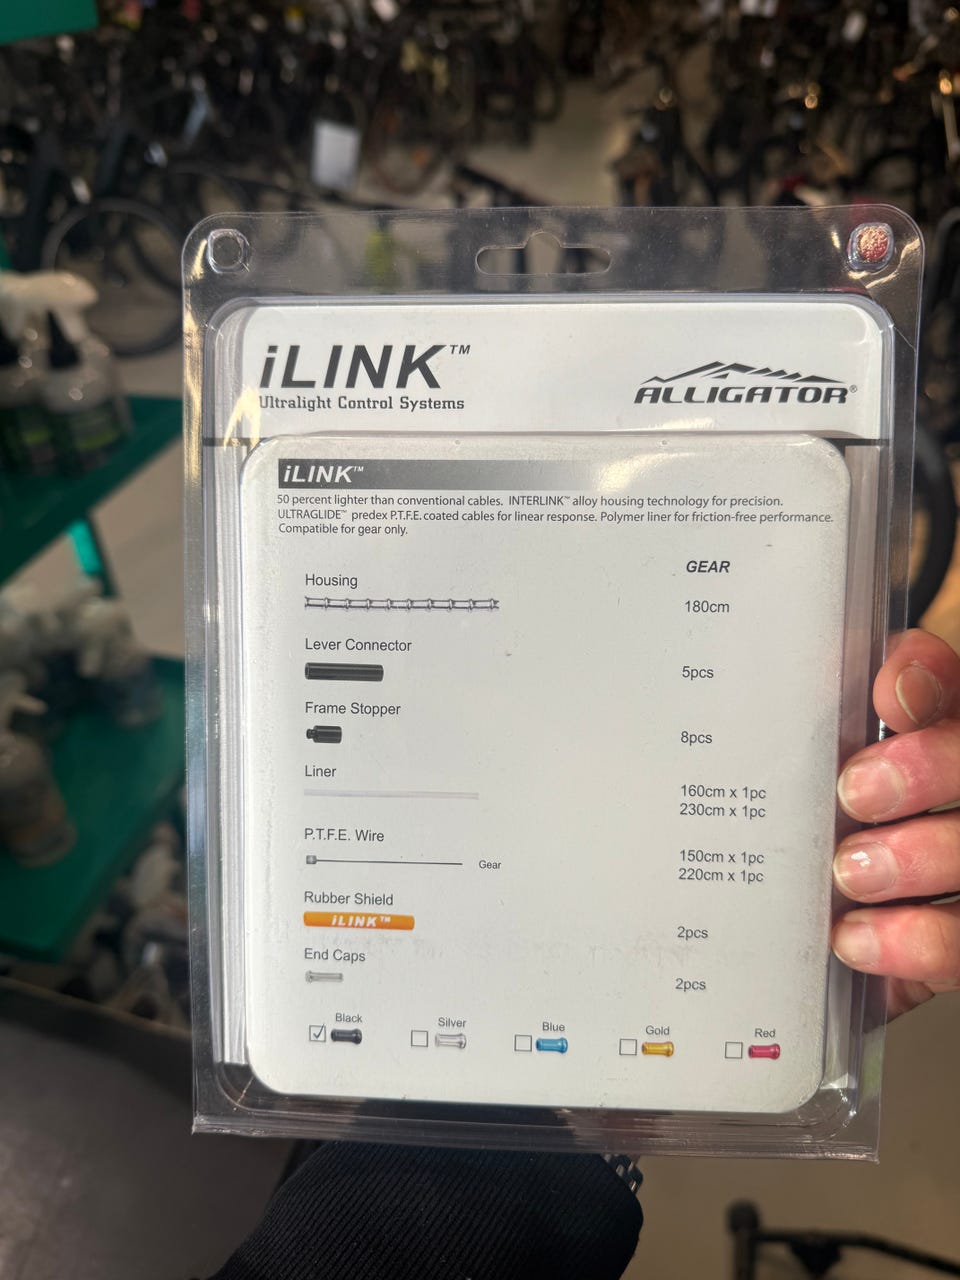 iLINK™
Ultralight Control Systems
ALLIGATOR®
iLINK™
50 percent lighter than conventional cables. INTERLINK™ alloy housing technology for precision.
ULTRAGLIDE™ predex P.T.F.E. coated cables for linear response. Polymer liner for friction-free performance.
Compatible for gear only.
GEAR
Housing
180cm
Lever Connector
5pcs
Frame Stopper
8pcs
Liner
160cm x 1pc
230cm x 1pc
P.T.F.E. Wire
Gear
150cm x 1pc
220cm x 1pc
Rubber Shield
iLINK™
2pcs
End Caps
2pcs
Black Silver Blue Gold Red